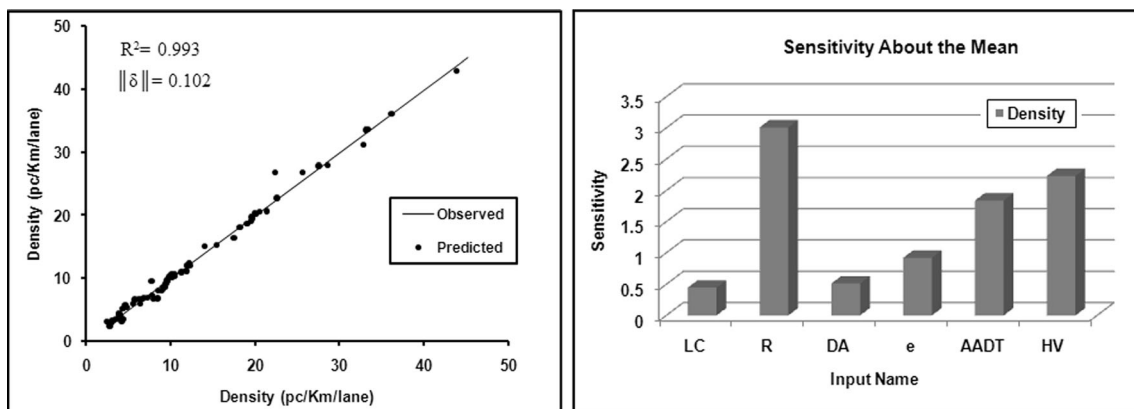 50
40
30
20
10
0
0 10 20 30 40 50
Density (pc/Km/lane)
Density (pc/Km/lane)
R²= 0.993
‖δ‖= 0.102
Observed
Predicted
Sensitivity About the Mean
3.5
3
2.5
2
1.5
1
0.5
0
Sensitivity
Density
LC R DA e AADT HV
Input Name